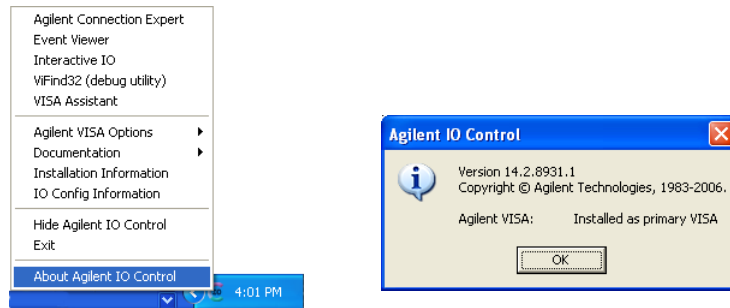 Agilent Connection Expert
Event Viewer
Interactive IO
ViFind32 (debug utility)
VISA Assistant
Agilent VISA Options
Documentation
Installation Information
IO Config Information
Hide Agilent IO Control
Exit
About Agilent IO Control
4:01 PM
Agilent IO Control
Version 14.2.8931.1
Copyright © Agilent Technologies, 1983-2006.
Agilent VISA: Installed as primary VISA
OK